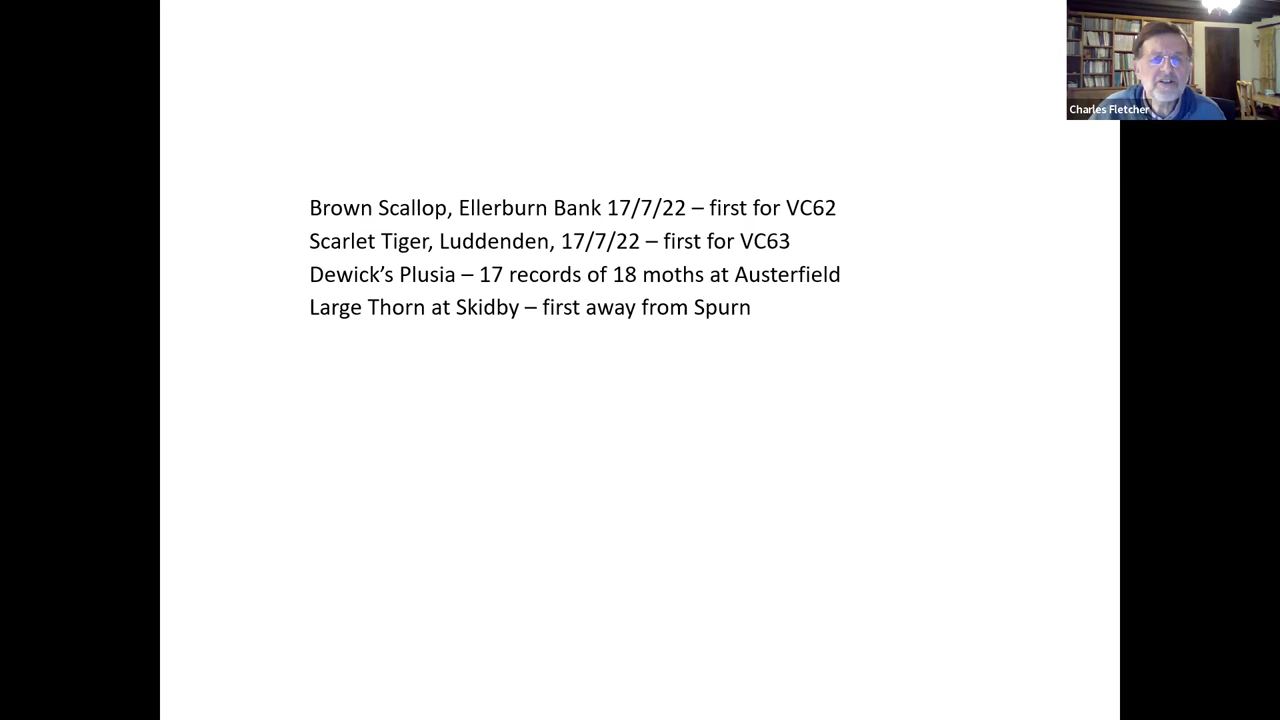 Charles Fletcher
Brown Scallop, Ellerburn Bank 17/7/22 – first for VC62
Scarlet Tiger, Luddenden, 17/7/22 – first for VC63
Dewick’s Plusia – 17 records of 18 moths at Austerfield
Large Thorn at Skidby – first away from Spurn